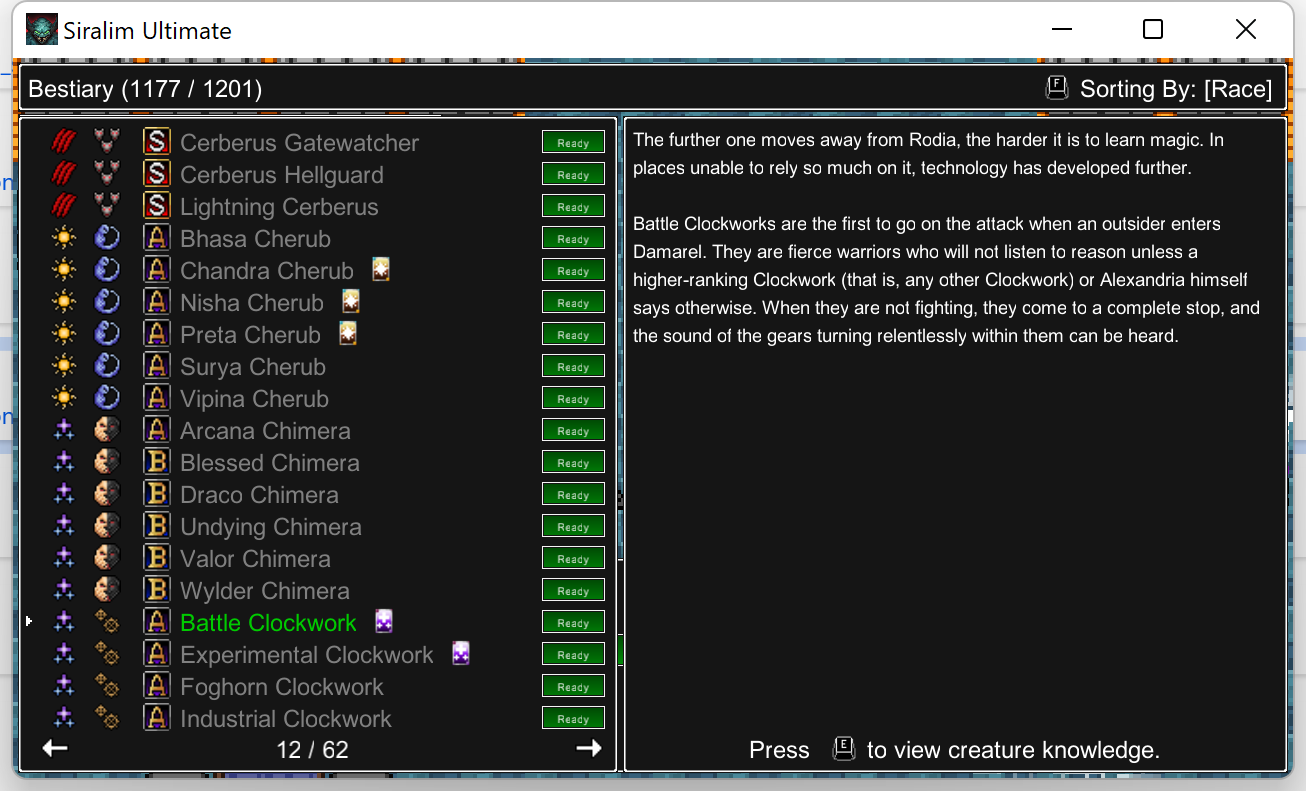 Siralim Ultimate
Bestiary (1177 / 1201)
F Sorting By: [Race]
S Cerberus Gatewatcher Ready
S Cerberus Hellguard Ready
S Lightning Cerberus Ready
A Bhasa Cherub Ready
A Chandra Cherub Ready
A Nisha Cherub Ready
A Preta Cherub Ready
A Surya Cherub Ready
A Vipina Cherub Ready
A Arcana Chimera Ready
B Blessed Chimera Ready
B Draco Chimera Ready
B Undying Chimera Ready
B Valor Chimera Ready
B Wylder Chimera Ready
A Battle Clockwork Ready
A Experimental Clockwork Ready
A Foghorn Clockwork Ready
A Industrial Clockwork Ready
12 / 62
The further one moves away from Rodia, the harder it is to learn magic. In
places unable to rely so much on it, technology has developed further.
Battle Clockworks are the first to go on the attack when an outsider enters
Damarel. They are fierce warriors who will not listen to reason unless a
higher-ranking Clockwork (that is, any other Clockwork) or Alexandria himself
says otherwise. When they are not fighting, they come to a complete stop, and
the sound of the gears turning relentlessly within them can be heard.
Press E to view creature knowledge.